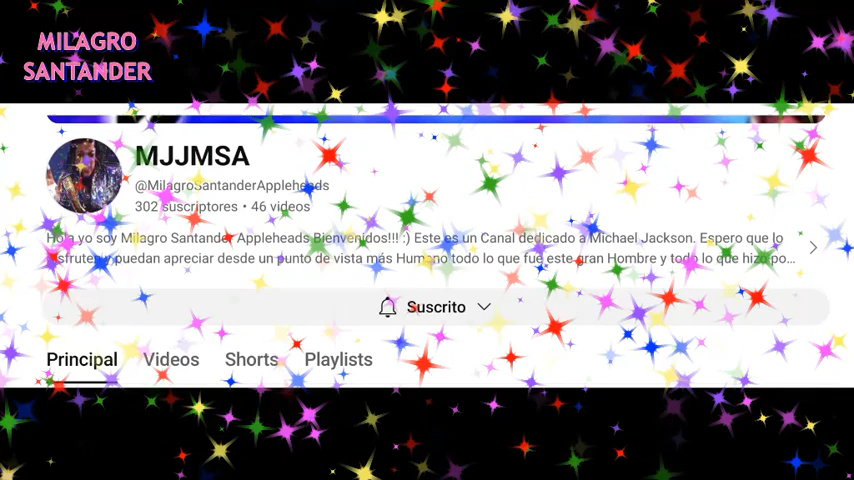 MILAGRO
SANTANDER
MJJMSA
@MilagroSantanderAppleheads
302 suscriptores • 46 videos
Hola yo soy Milagro Santander Appleheads Bienvenidos!!! :) Este es un Canal dedicado a Michael Jackson. Espero que lo
disfruten y puedan apreciar desde un punto de vista más Humano todo lo que fué este gran Hombre y todo lo que hizo po...
Suscrito
Principal Videos Shorts Playlists